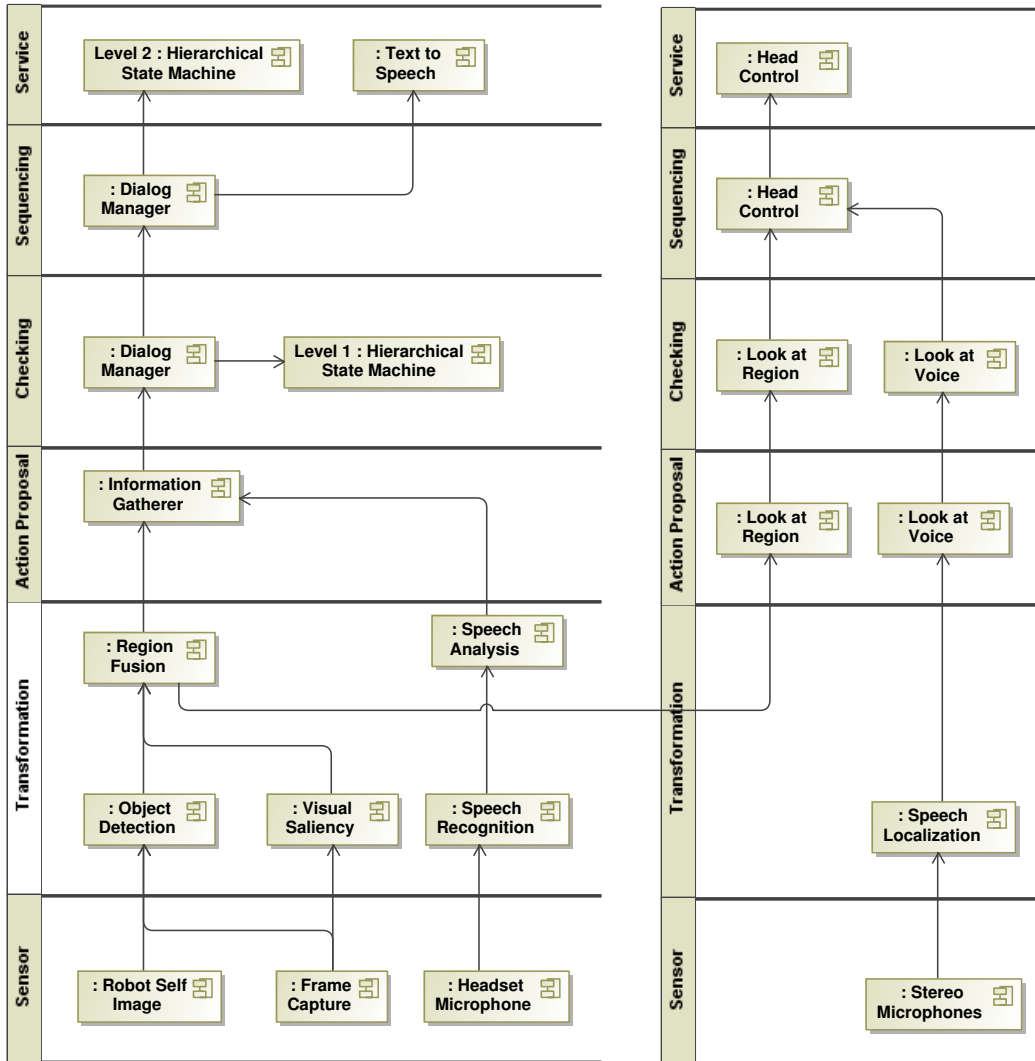 Service
Level 2 : Hierarchical
State Machine
: Text to
Speech
Sequencing
: Dialog
Manager
Checking
: Dialog
Manager
Level 1 : Hierarchical
State Machine
Action Proposal
: Information
Gatherer
Transformation
: Region
Fusion
: Speech
Analysis
: Object
Detection
: Visual
Saliency
: Speech
Recognition
Sensor
: Robot Self
Image
: Frame
Capture
: Headset
Microphone
Service
: Head
Control
Sequencing
: Head
Control
Checking
: Look at
Region
: Look at
Voice
Action Proposal
: Look at
Region
: Look at
Voice
Transformation
: Speech
Localization
Sensor
: Stereo
Microphones